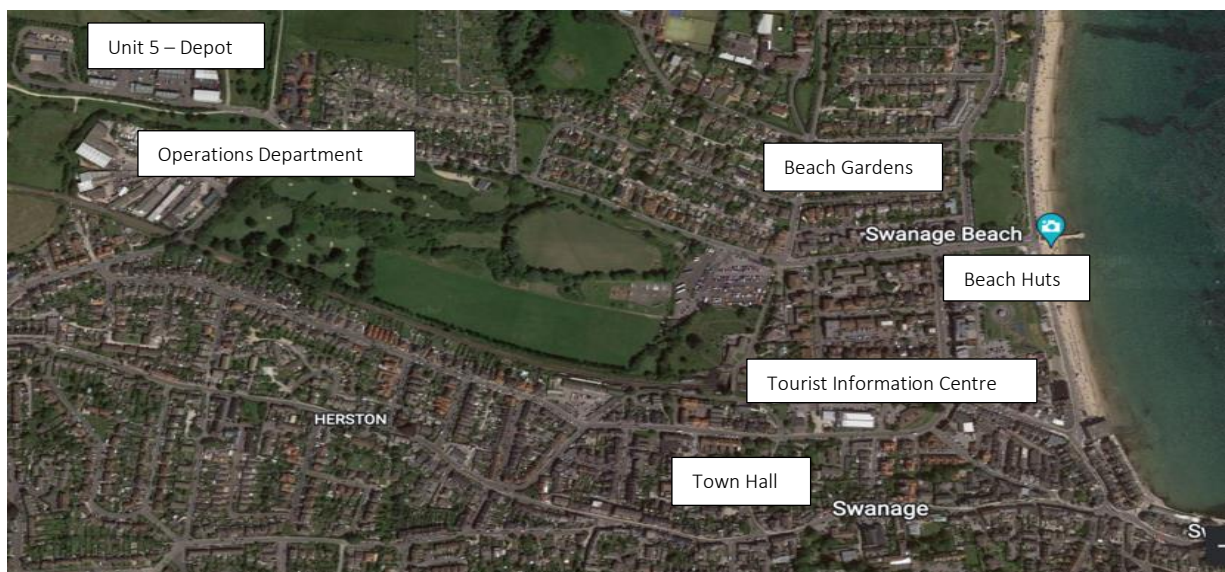 Unit 5 – Depot
Operations Department
Beach Gardens
Swanage Beach
Beach Huts
Tourist Information Centre
HERSTON
Town Hall
Swanage